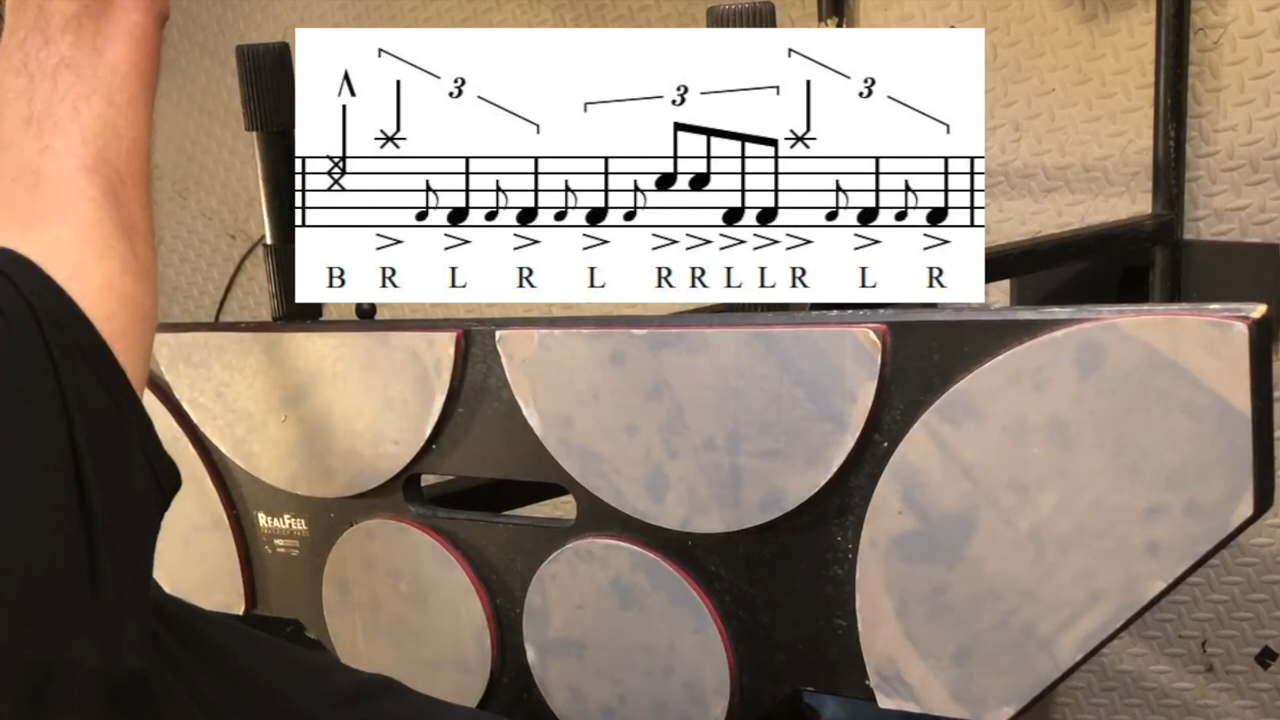 3 3 3
> > > > > > > > > > >
B R L R L R R L L R L R
REALFEEL